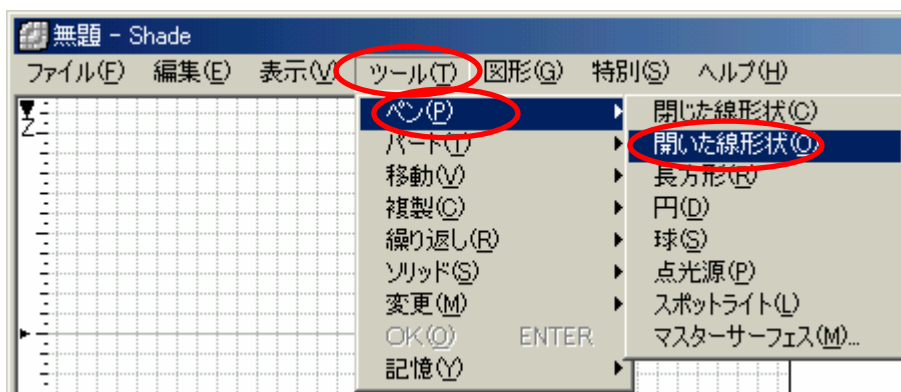 無題 - Shade
ファイル(F) 編集(E) 表示(V) ツール(T) 図形(G) 特別(S) ヘルプ(H)
Z
ペン(P)
パート(T)
移動(V)
複製(C)
繰り返し(R)
ソリッド(S)
変更(M)
OK(O) ENTER
記憶(Y)
閉じた線形状(C)
開いた線形状(O)
長方形(R)
円(D)
球(S)
点光源(P)
スポットライト(L)
マスターサーフェス(M)...